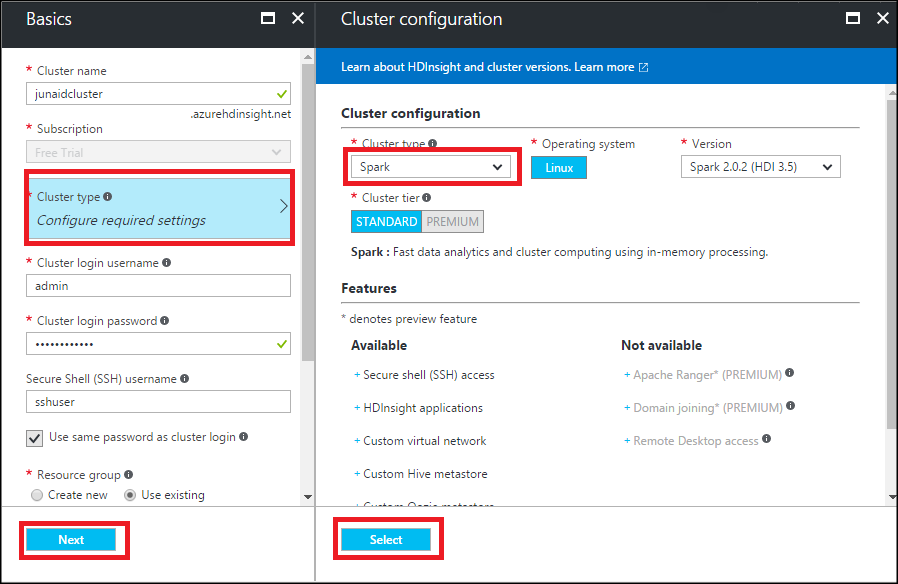 Basics
* Cluster name
junaidcluster
.azurehdinsight.net
* Subscription
Free Trial
* Cluster type
Configure required settings
* Cluster login username
admin
* Cluster login password
••••••••••••
Secure Shell (SSH) username
sshuser
Use same password as cluster login
* Resource group
Create new Use existing
Next
Cluster configuration
Learn about HDInsight and cluster versions. Learn more
Cluster configuration
* Cluster type * Operating system * Version
Spark Linux Spark 2.0.2 (HDI 3.5)
* Cluster tier
STANDARD PREMIUM
Spark : Fast data analytics and cluster computing using in-memory processing.
Features
* denotes preview feature
Available Not available
+ Secure shell (SSH) access + Apache Ranger* (PREMIUM)
+ HDInsight applications + Domain joining* (PREMIUM)
+ Custom virtual network + Remote Desktop access
+ Custom Hive metastore
+ Custom Oozie metastore
Select